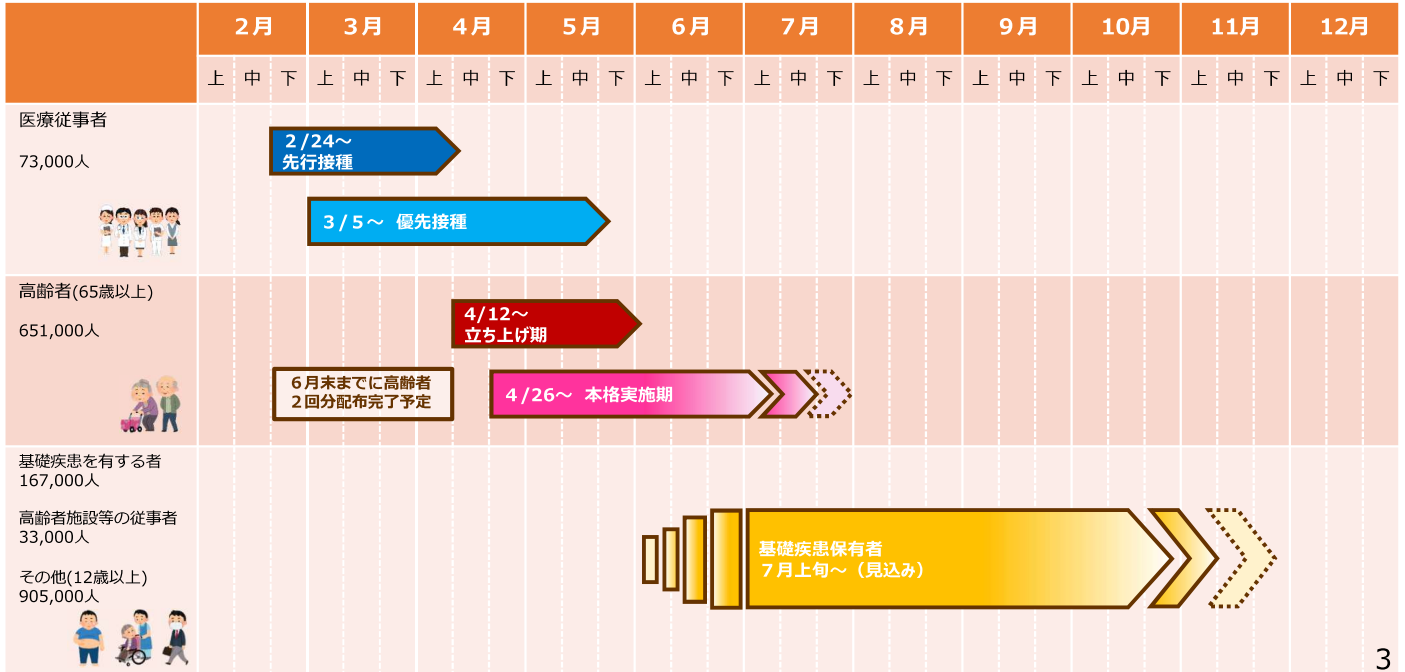 2月 3月 4月 5月 6月 7月 8月 9月 10月 11月 12月
上 中 下 上 中 下 上 中 下 上 中 下 上 中 下 上 中 下 上 中 下 上 中 下 上 中 下 上 中 下 上 中 下
医療従事者
73,000人
2/24～
先行接種
3/5～ 優先接種
高齢者(65歳以上)
651,000人
4/12～
立ち上げ期
6月末までに高齢者
2回分配布完了予定
4/26～ 本格実施期
基礎疾患を有する者
167,000人
高齢者施設等の従事者
33,000人
その他(12歳以上)
905,000人
基礎疾患保有者
7月上旬～（見込み）
3